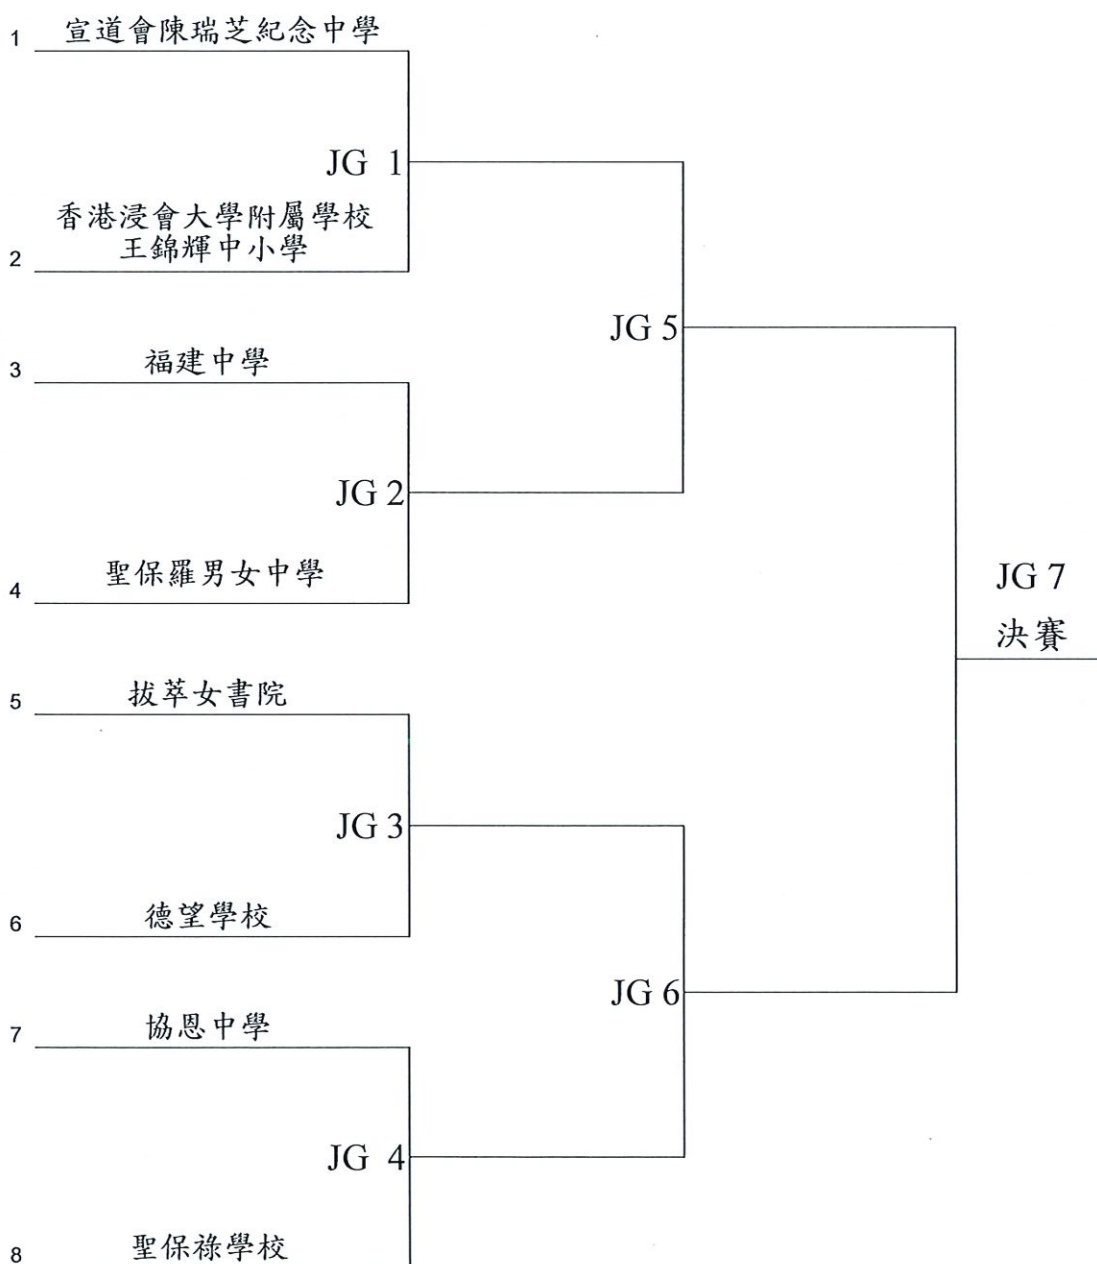 1 宣道會陳瑞芝紀念中學
JG 1
香港浸會大學附屬學校
2 王錦輝中小學
JG 5
3 福建中學
JG 2
4 聖保羅男女中學
JG 7
決賽
5 拔萃女書院
JG 3
6 德望學校
JG 6
7 協恩中學
JG 4
8 聖保祿學校